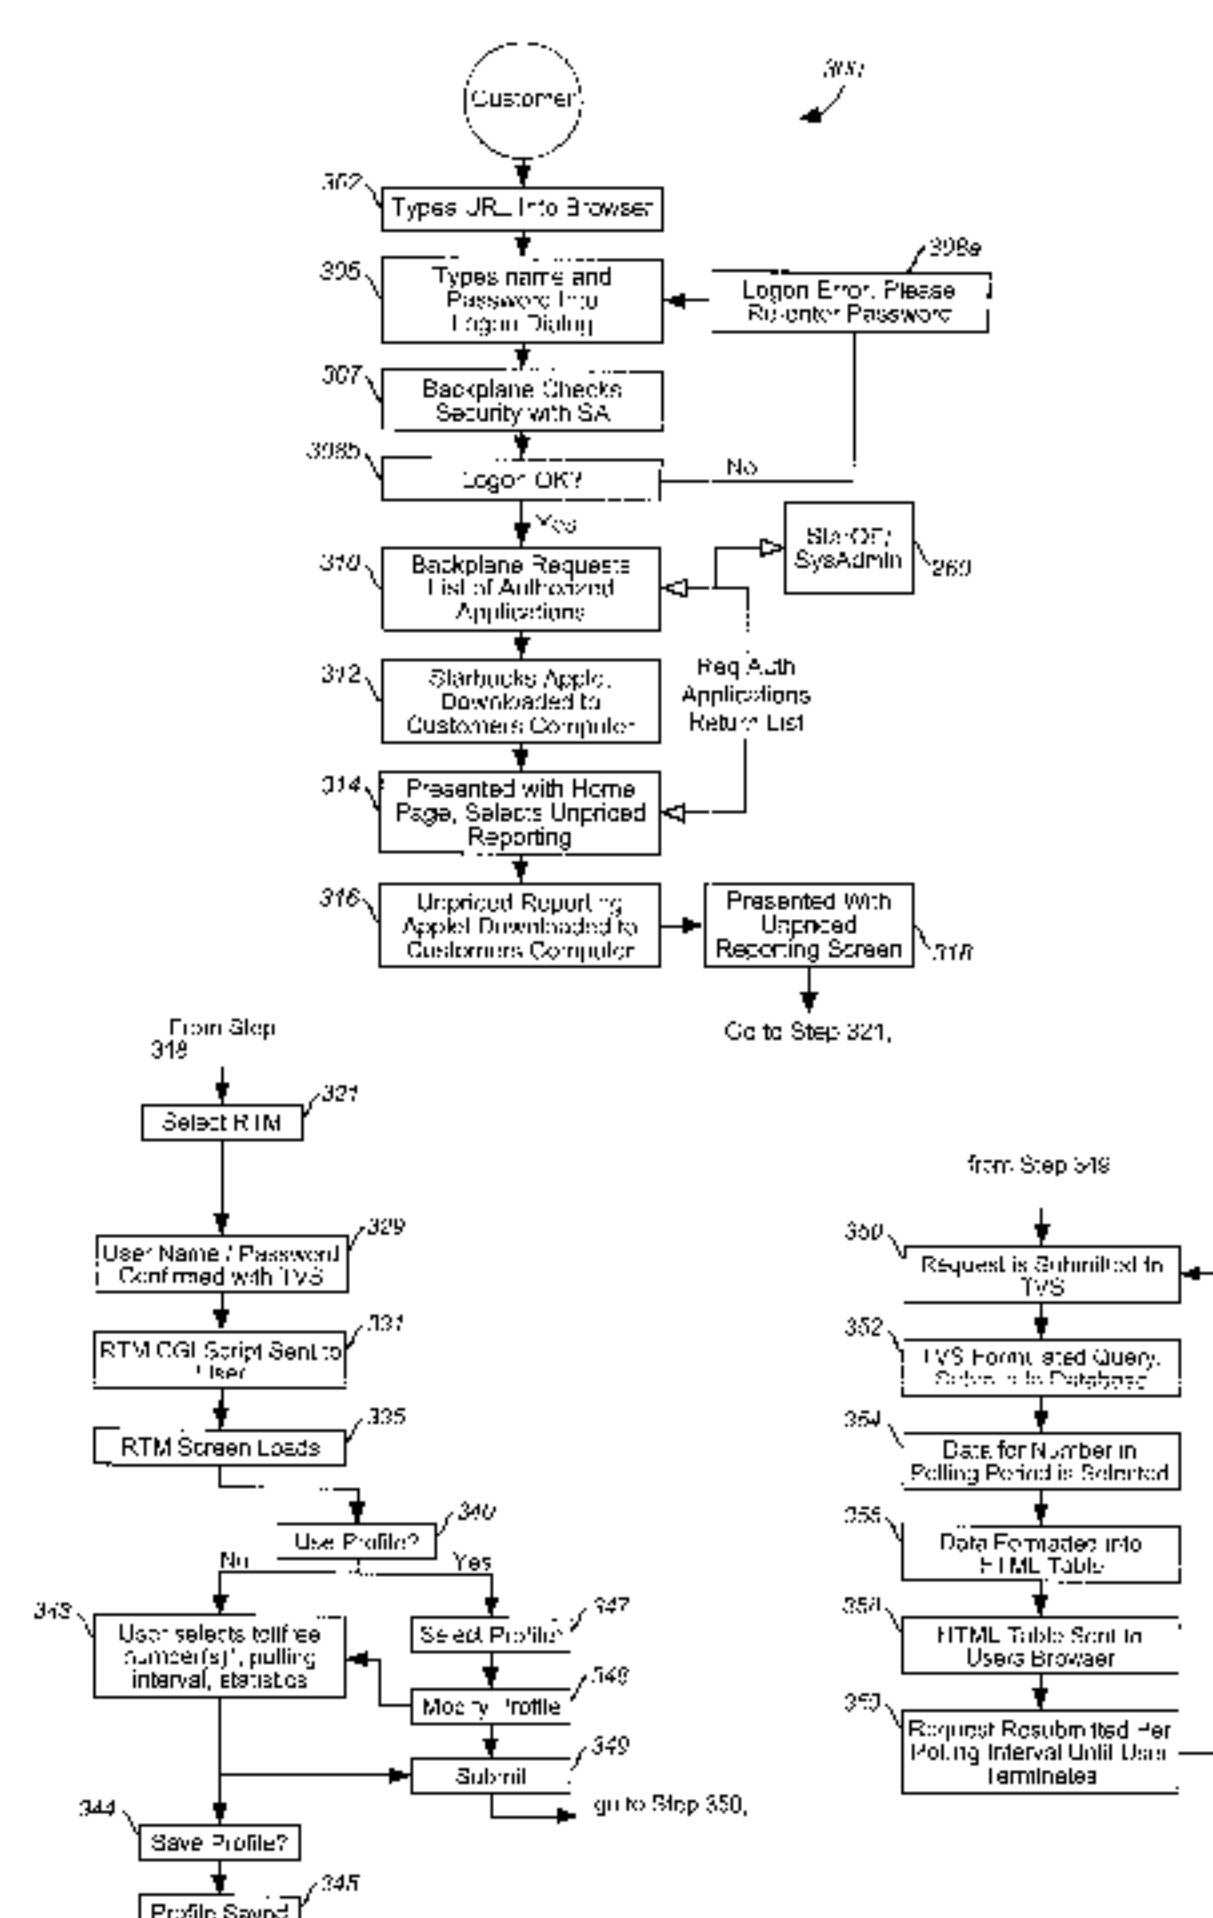 Customer
300
302
Types URL Into Browser
305
Types name and
Password Into
Logon Dialog
308a
Logon Error, Please
Re-enter Password
307
Backplane Checks
Security with SA
308b
Logon OK?
No
Yes
310
Backplane Requests
List of Authorized
Applications
StarOE/
SysAdmin
260
312
Starbucks Applet
Downloaded to
Customers Computer
Req Auth
Applications
Return List
314
Presented with Home
Page, Selects Unpriced
Reporting
316
Unpriced Reporting
Applet Downloaded to
Customers Computer
Presented With
Unpriced
Reporting Screen
318
Go to Step 321,
From Step
318
321
Select RTM
329
User Name / Password
Confirmed with TVS
331
RTM CGI Script Sent to
User
335
RTM Screen Loads
340
Use Profile?
No
Yes
343
User selects tollfree
number(s)', polling
interval, statistics
347
Select Profile
348
Modify Profile
349
Submit
go to Step 350,
344
Save Profile?
345
Profile Saved
from Step 349
350
Request is Submitted to
TVS
352
TVS Formulated Query,
Submits to Database
354
Data for Number in
Polling Period is Selected
355
Data Formatted into
HTML Table
HTML Table Sent to
Users Browser
Request Resubmitted Per
Polling Interval Until User
Terminates